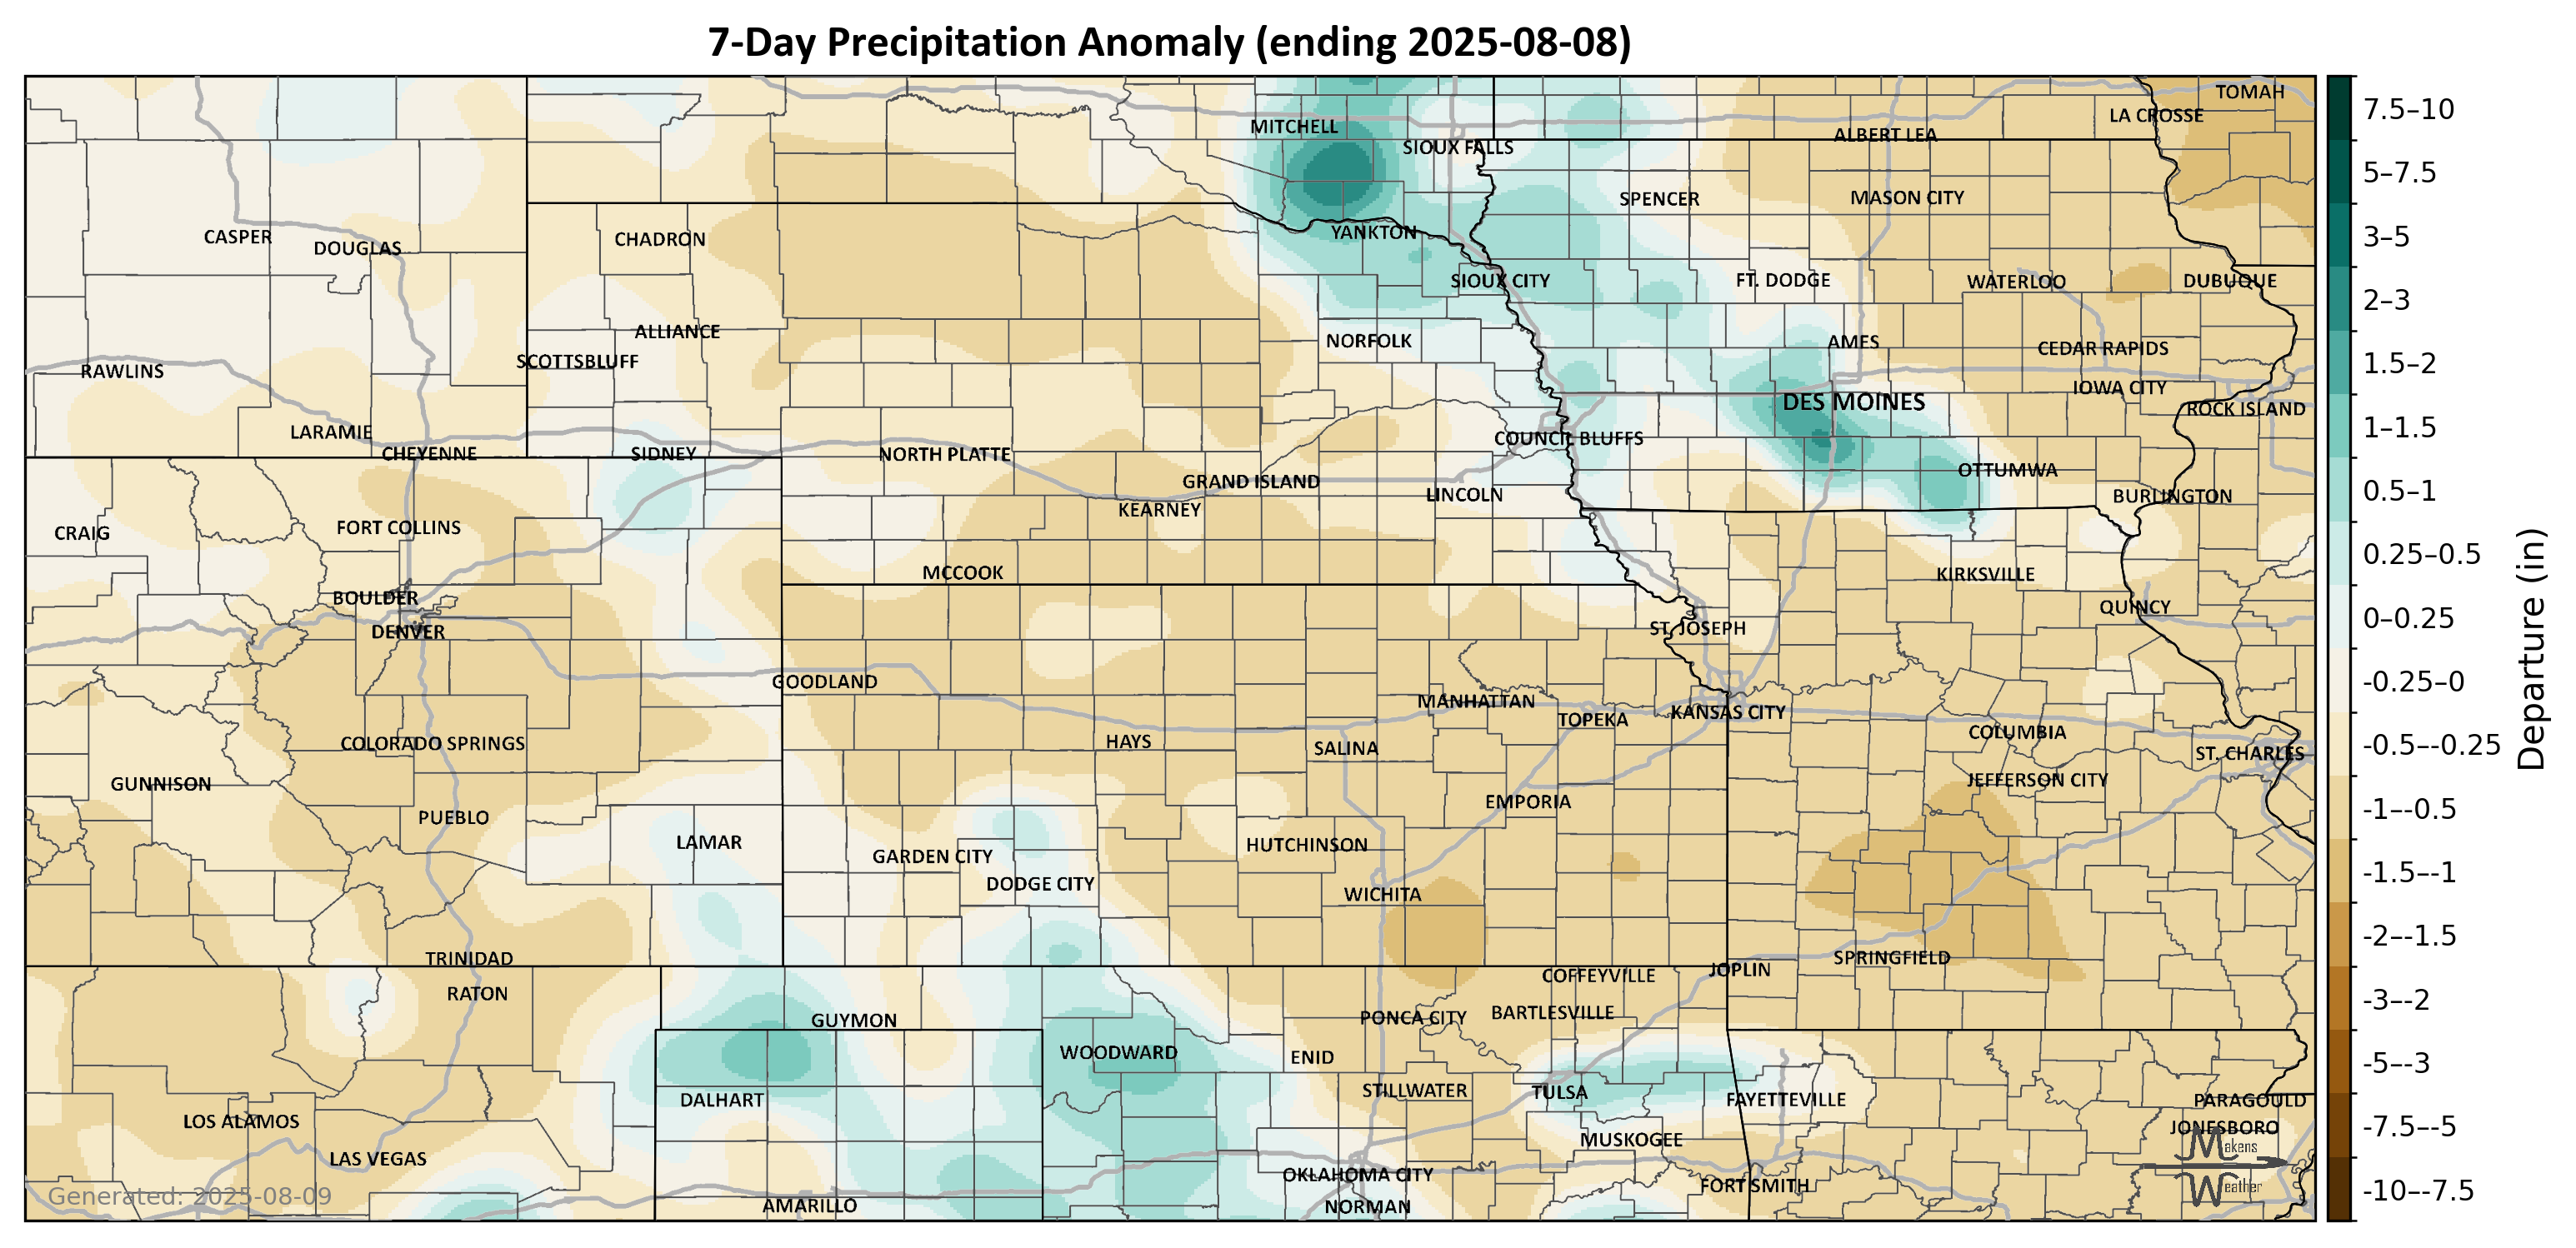 7-Day Precipitation Anomaly (ending 2025-08-08)
TOMAH
LA CROSSE
MITCHELL
ALBERT LEA
SIOUX FALLS
SPENCER
MASON CITY
CASPER
DOUGLAS
CHADRON
YANKTON
SIOUX CITY
FT. DODGE
WATERLOO
DUBUQUE
ALLIANCE
NORFOLK
AMES
CEDAR RAPIDS
SCOTTSBLUFF
RAWLINS
IOWA CITY
DES MOINES
ROCK ISLAND
LARAMIE
COUNCIL BLUFFS
CHEYENNE
SIDNEY
NORTH PLATTE
OTTUMWA
GRAND ISLAND
LINCOLN
BURLINGTON
KEARNEY
CRAIG
FORT COLLINS
MCCOOK
KIRKSVILLE
BOULDER
QUINCY
DENVER
ST. JOSEPH
GOODLAND
MANHATTAN
TOPEKA
KANSAS CITY
COLORADO SPRINGS
HAYS
SALINA
COLUMBIA
ST. CHARLES
GUNNISON
JEFFERSON CITY
PUEBLO
EMPORIA
LAMAR
GARDEN CITY
HUTCHINSON
DODGE CITY
WICHITA
TRINIDAD
SPRINGFIELD
COFFEYVILLE
JOPLIN
RATON
GUYMON
PONCA CITY
BARTLESVILLE
WOODWARD
ENID
STILLWATER
TULSA
DALHART
FAYETTEVILLE
PARAGOULD
LOS ALAMOS
JONESBORO
MUSKOGEE
LAS VEGAS
OKLAHOMA CITY
FORT SMITH
AMARILLO
NORMAN
Makens
Weather
Generated: 2025-08-09
7.5–10
5–7.5
3–5
2–3
1.5–2
1–1.5
0.5–1
0.25–0.5
0–0.25
-0.25–0
-0.5–-0.25
-1–-0.5
-1.5–-1
-2–-1.5
-3–-2
-5–-3
-7.5–-5
-10–-7.5
Departure (in)